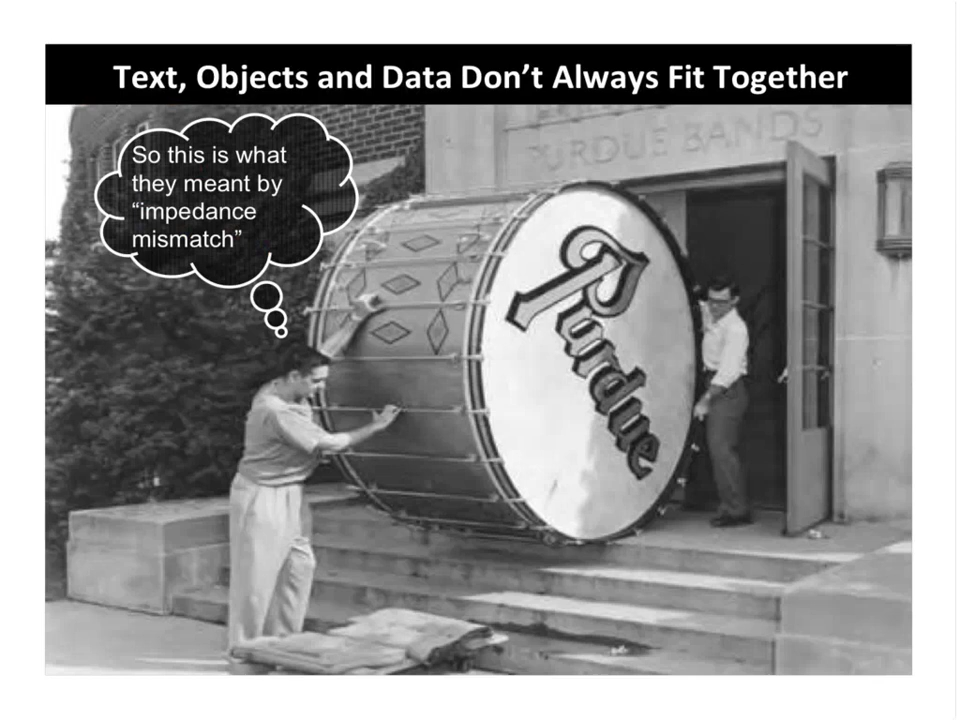 Text, Objects and Data Don’t Always Fit Together
So this is what
they meant by
“impedance
mismatch”
PURDUE BANDS
Purdue